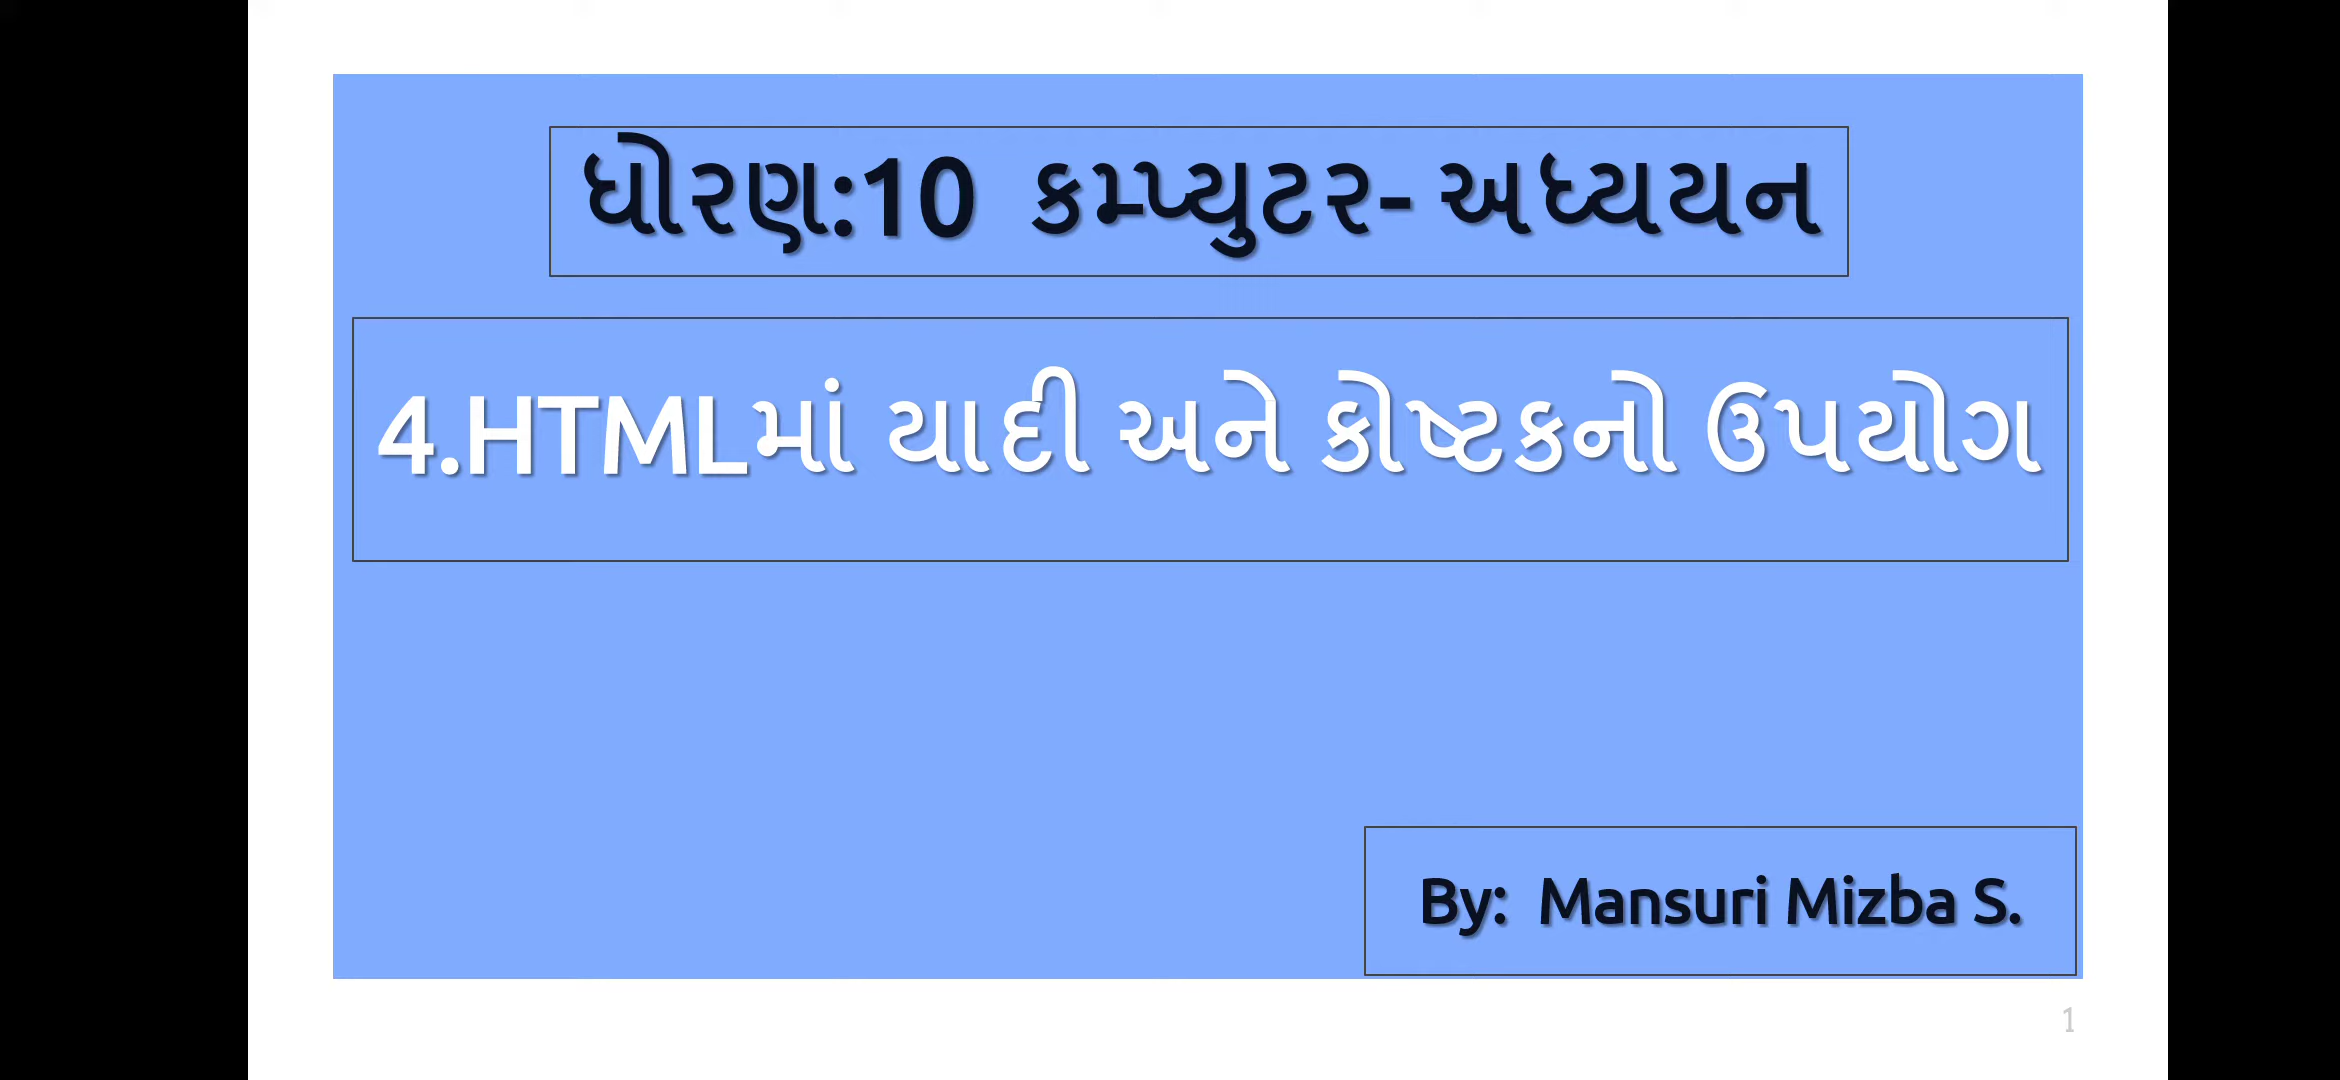 ધોરણ:10 કમ્પ્યુટર- અધ્યયન
4.HTMLમાં યાદી અને કોષ્ટકનો ઉપયોગ
By: Mansuri Mizba S.
1